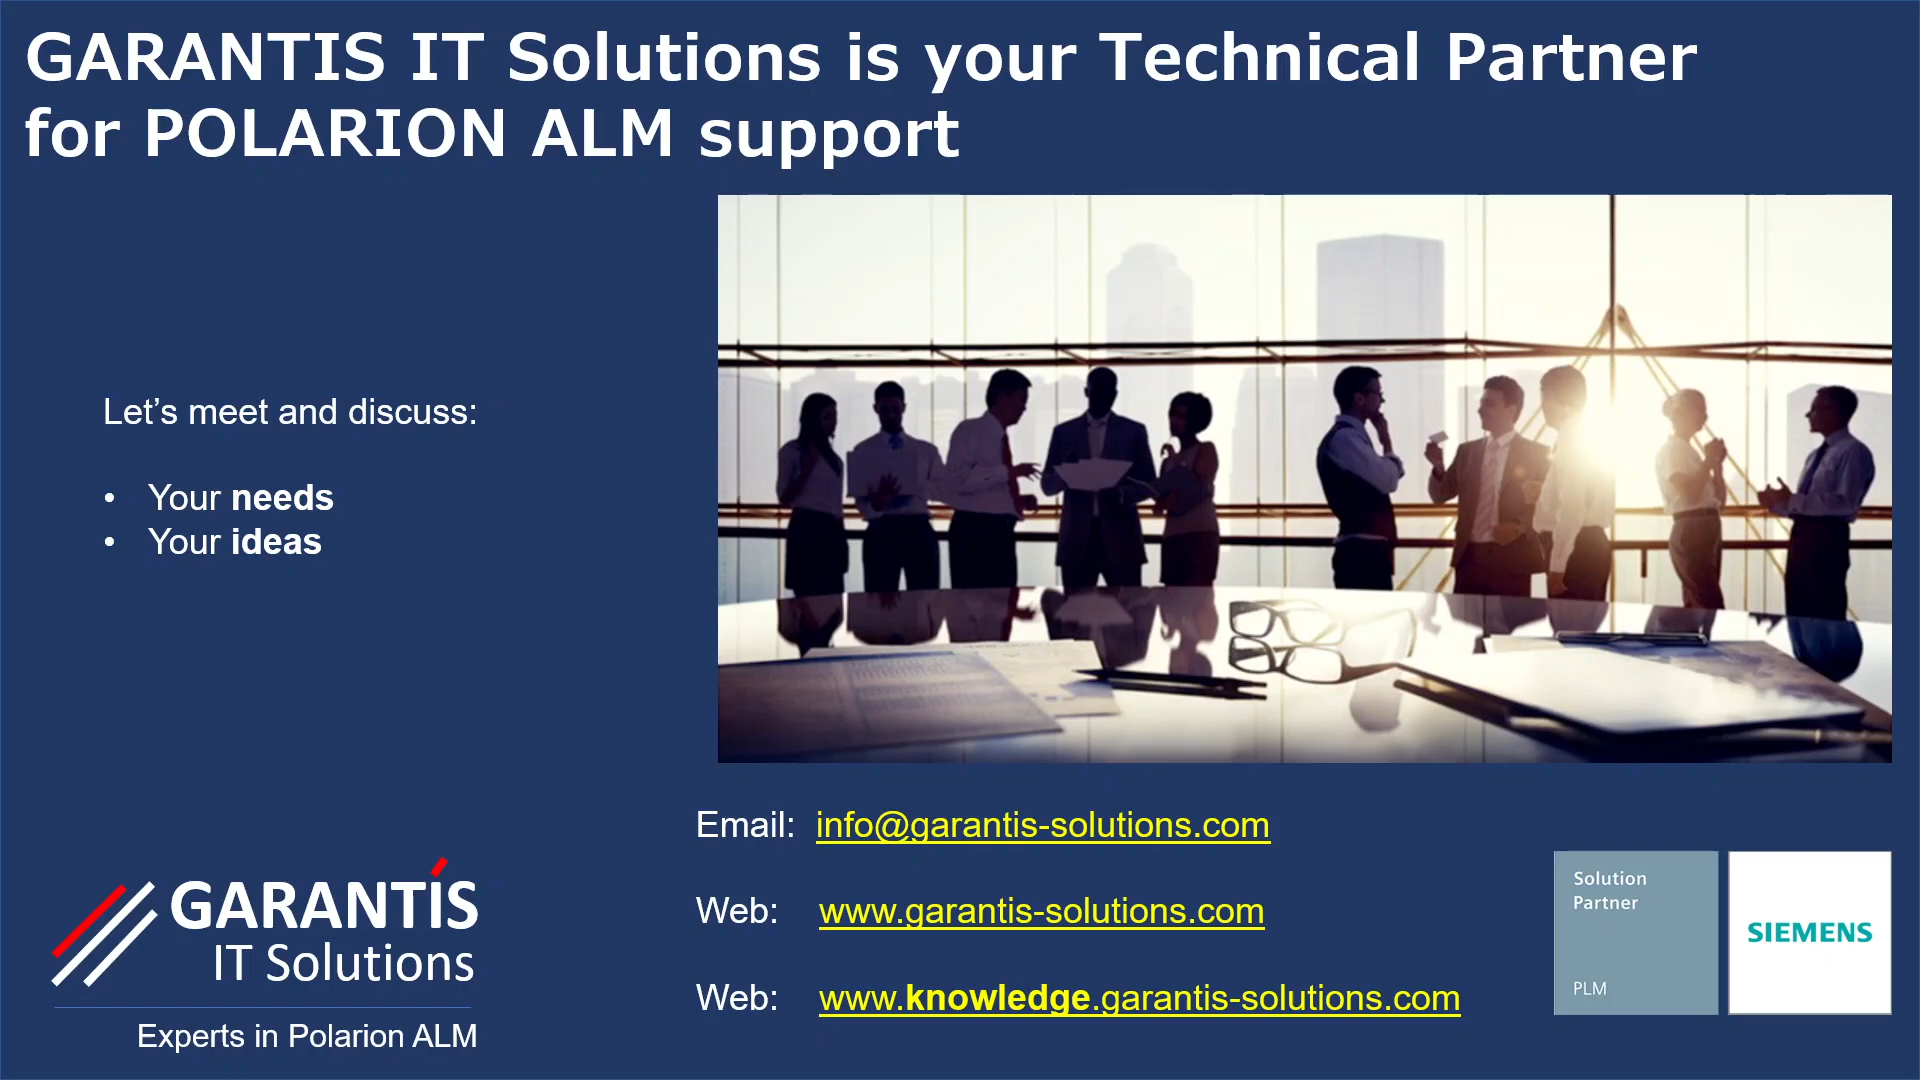 GARANTIS IT Solutions is your Technical Partner
for POLARION ALM support
Let’s meet and discuss:
• Your needs
• Your ideas
Email: info@garantis-solutions.com
Web: www.garantis-solutions.com
Web: www.knowledge.garantis-solutions.com
GARANTIS
IT Solutions
Experts in Polarion ALM
Solution
Partner
PLM
SIEMENS